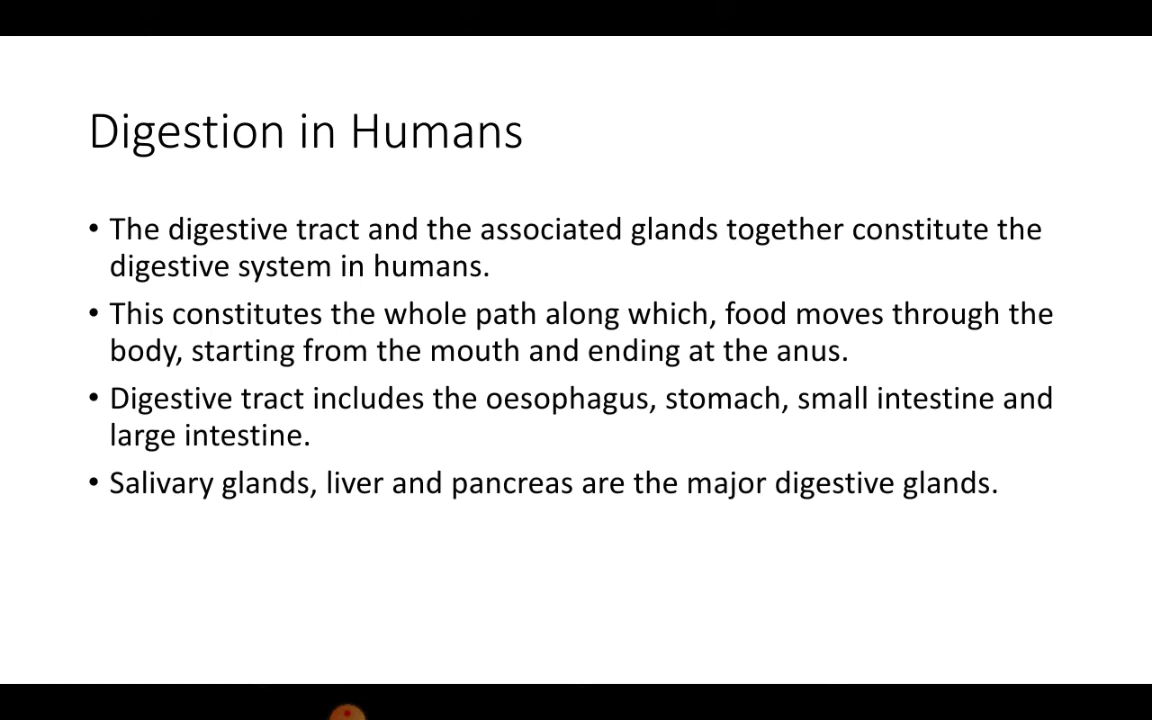 Digestion in Humans
• The digestive tract and the associated glands together constitute the
digestive system in humans.
• This constitutes the whole path along which, food moves through the
body, starting from the mouth and ending at the anus.
• Digestive tract includes the oesophagus, stomach, small intestine and
large intestine.
• Salivary glands, liver and pancreas are the major digestive glands.